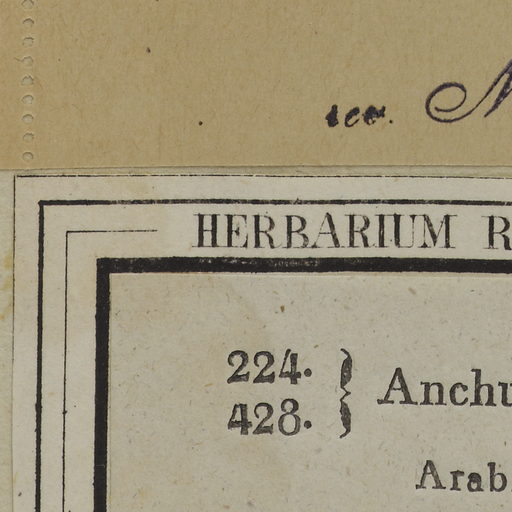 HERBARIUM R
224.
428. } Anchu
Arab